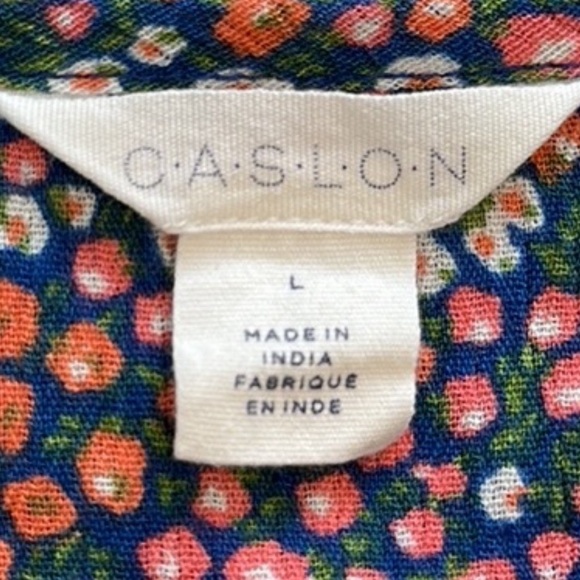 C·A·S·L·O·N
L
MADE IN
INDIA
FABRIQUE
EN INDE